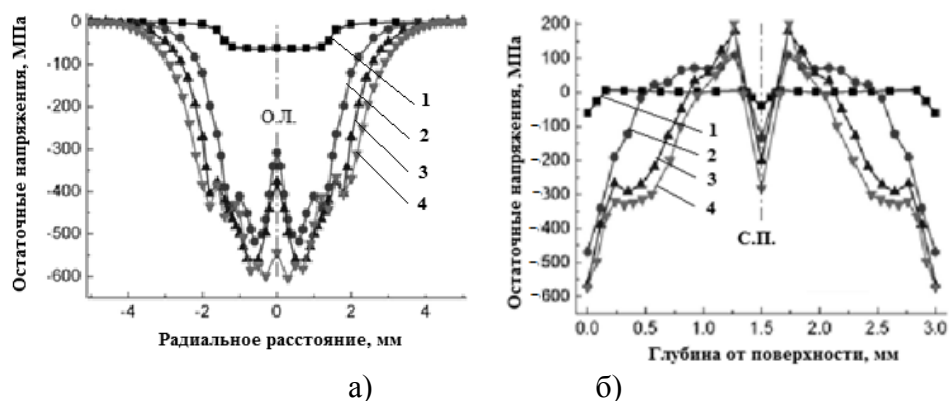 Остаточные напряжения, МПа
0
-100
-200
-300
-400
-500
-600
-4 -2 0 2 4
Радиальное расстояние, мм
О.Л.
1
2
3
4
а)
Остаточные напряжения, МПа
200
100
0
-100
-200
-300
-400
-500
-600
0.0 0.5 1.0 1.5 2.0 2.5 3.0
Глубина от поверхности, мм
С.П.
1
2
3
4
б)